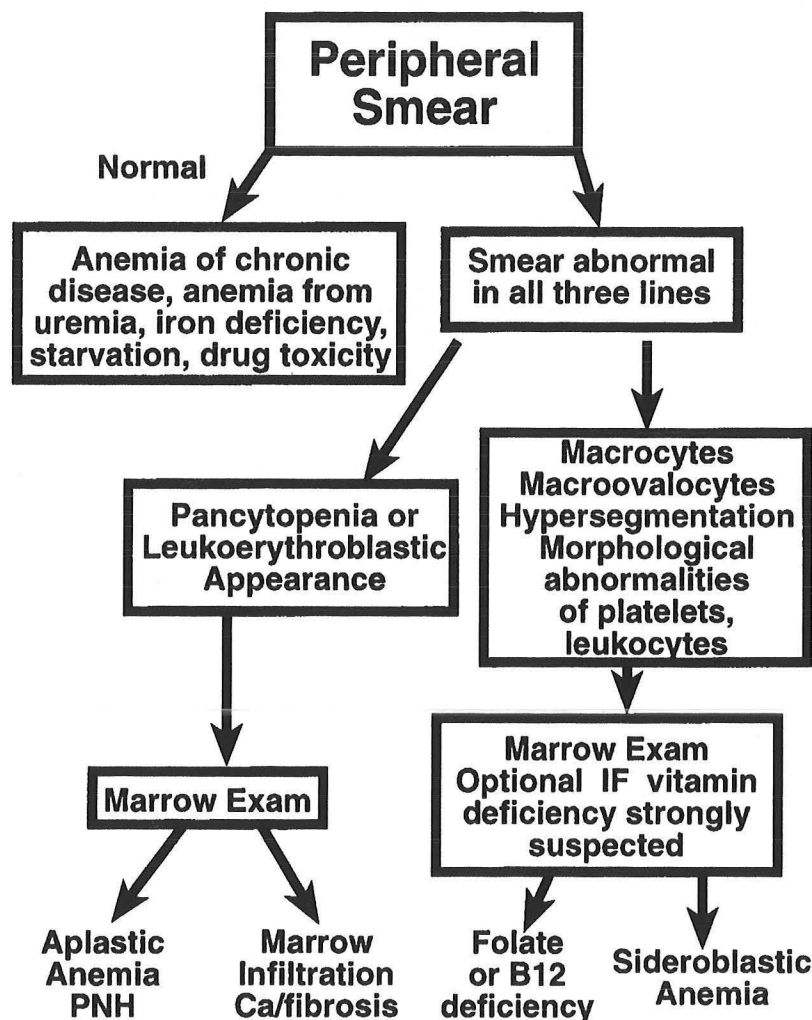 Peripheral
Smear
Normal
Anemia of chronic
disease, anemia from
uremia, iron deficiency,
starvation, drug toxicity
Smear abnormal
in all three lines
Pancytopenia or
Leukoerythroblastic
Appearance
Macrocytes
Macroovalocytes
Hypersegmentation
Morphological
abnormalities
of platelets,
leukocytes
Marrow Exam
Marrow Exam
Optional IF vitamin
deficiency strongly
suspected
Aplastic
Anemia
PNH
Marrow
Infiltration
Ca/fibrosis
Folate
or B12
deficiency
Sideroblastic
Anemia